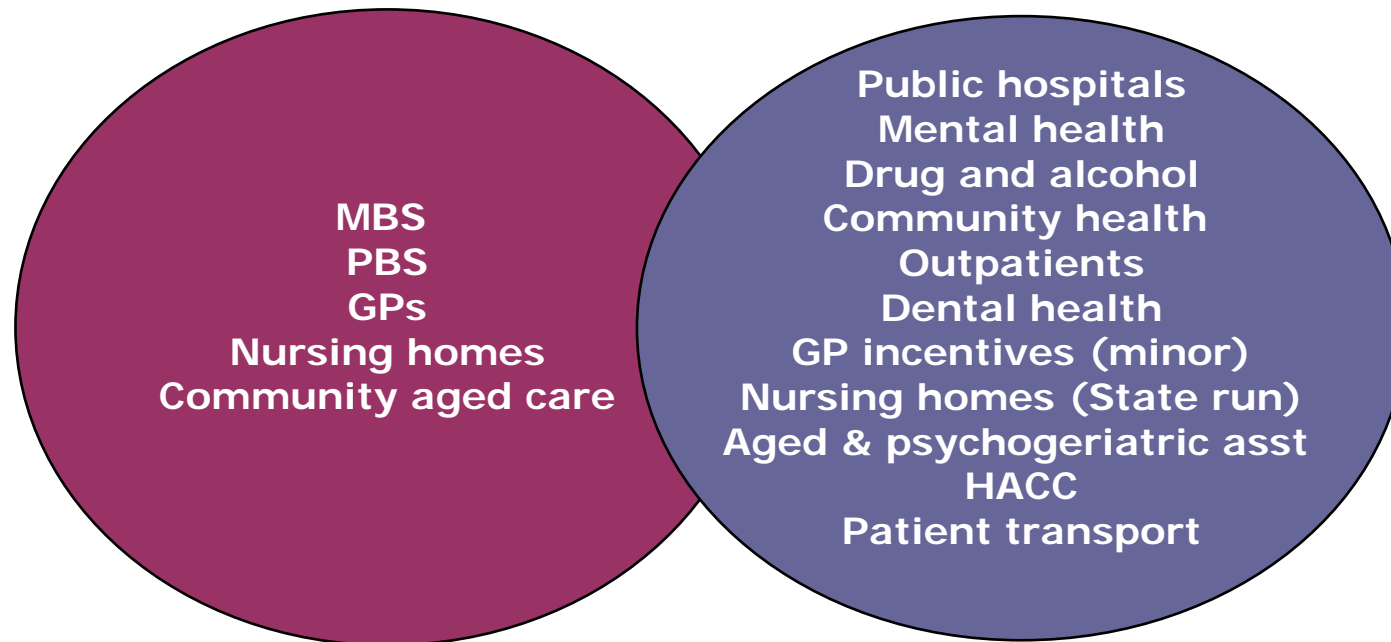 MBS
PBS
GPs
Nursing homes
Community aged care
Public hospitals
Mental health
Drug and alcohol
Community health
Outpatients
Dental health
GP incentives (minor)
Nursing homes (State run)
Aged & psychogeriatric asst
HACC
Patient transport